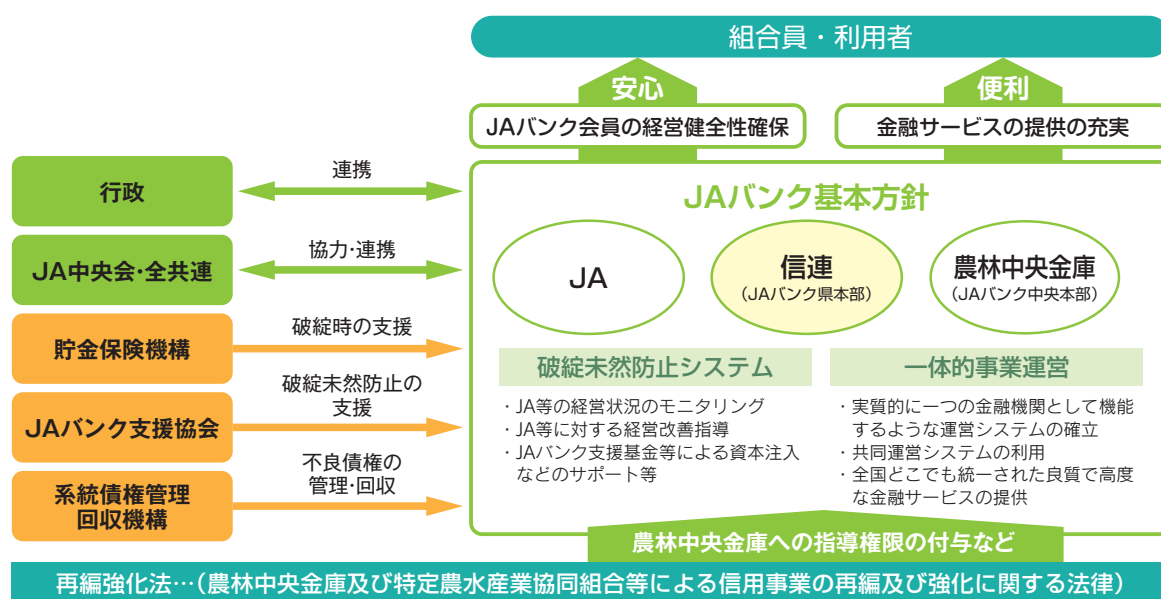 組合員・利用者
安心
便利
JAバンク会員の経営健全性確保
金融サービスの提供の充実
行政
連携
JA中央会・全共連
協力・連携
貯金保険機構
破綻時の支援
JAバンク支援協会
破綻未然防止の
支援
系統債権管理
回収機構
不良債権の
管理・回収
JAバンク基本方針
JA
信連
(JAバンク県本部)
農林中央金庫
(JAバンク中央本部)
破綻未然防止システム
・JA等の経営状況のモニタリング
・JA等に対する経営改善指導
・JAバンク支援基金等による資本注入
などのサポート等
一体的事業運営
・実質的に一つの金融機関として機能
するような運営システムの確立
・共同運営システムの利用
・全国どこでも統一された良質で高度
な金融サービスの提供
農林中央金庫への指導権限の付与など
再編強化法…(農林中央金庫及び特定農水産業協同組合等による信用事業の再編及び強化に関する法律)